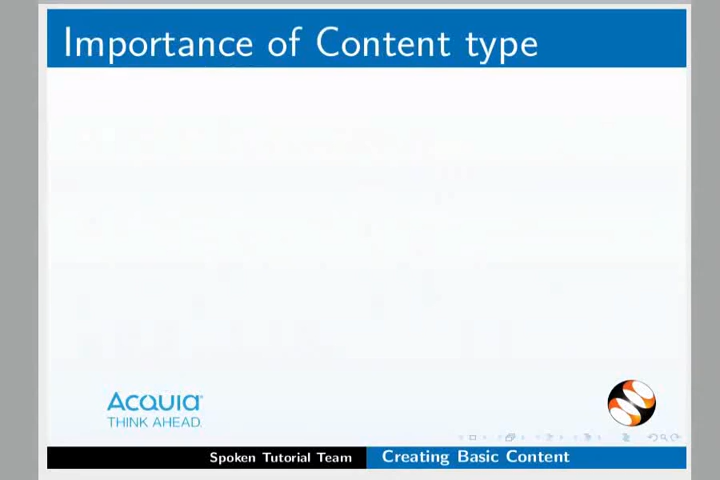 Importance of Content type
Acquia
THINK AHEAD.
Spoken Tutorial Team
Creating Basic Content